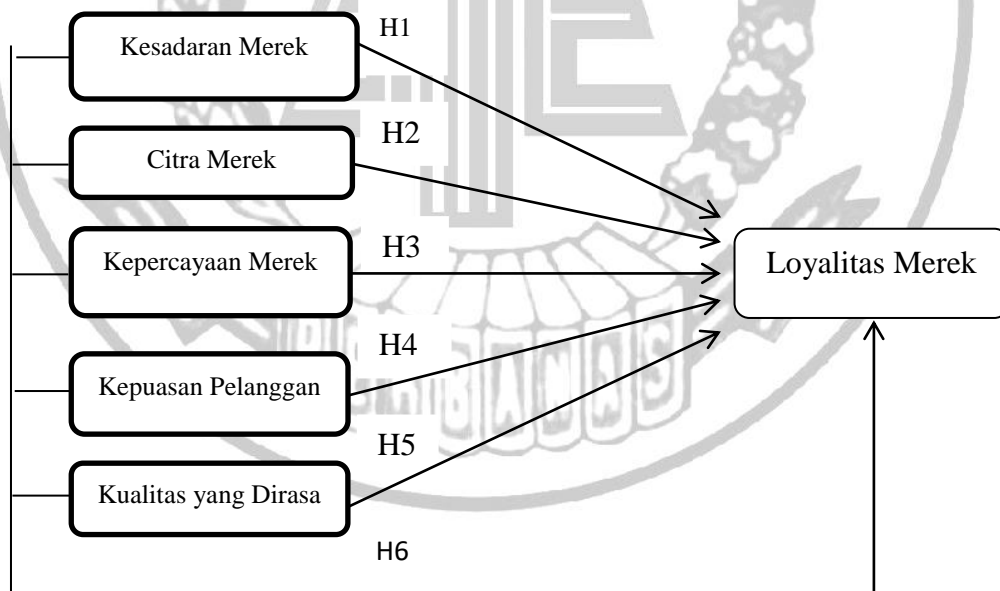 Kesadaran Merek
H1
Citra Merek
H2
Kepercayaan Merek
H3
Loyalitas Merek
Kepuasan Pelanggan
H4
Kualitas yang Dirasa
H5
H6